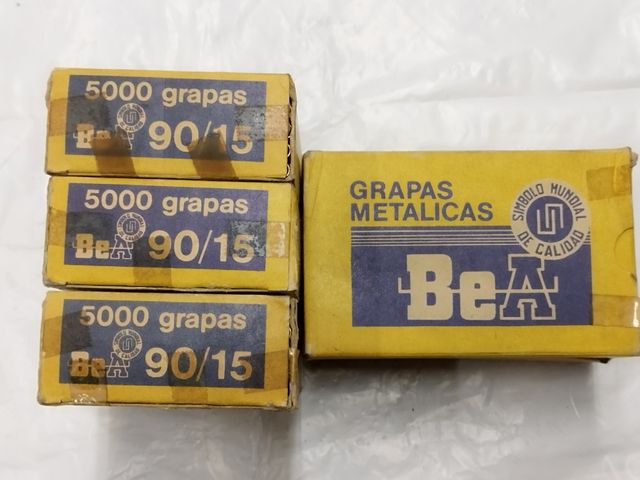 5000 grapas
BeA 90/15
5000 grapas
BeA 90/15
5000 grapas
BeA 90/15
GRAPAS
METALICAS
SIMBOLO MUNDIAL
DE CALIDAD
BeA